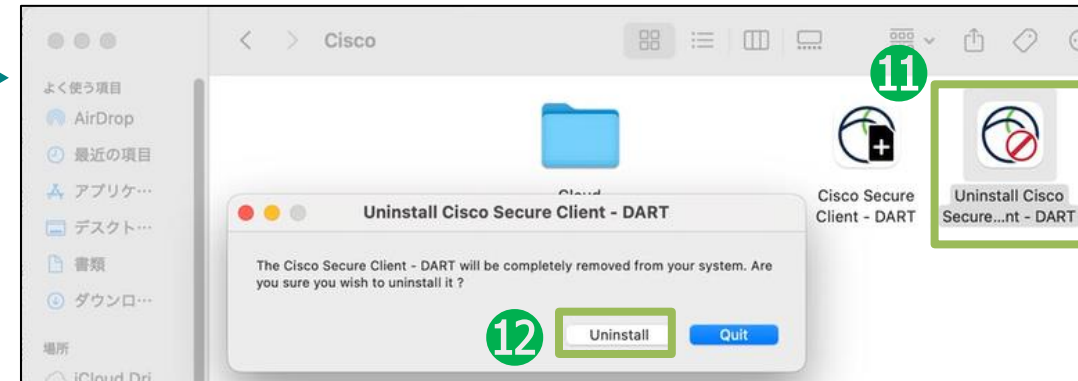 Cisco
よく使う項目
AirDrop
最近の項目
アプリケ…
デスクト…
書類
ダウンロ…
場所
iCloud Dri
⑪
Cisco Secure
Client - DART
Uninstall Cisco
Secure...nt - DART
Uninstall Cisco Secure Client - DART
The Cisco Secure Client - DART will be completely removed from your system. Are
you sure you wish to uninstall it ?
⑫
Uninstall
Quit